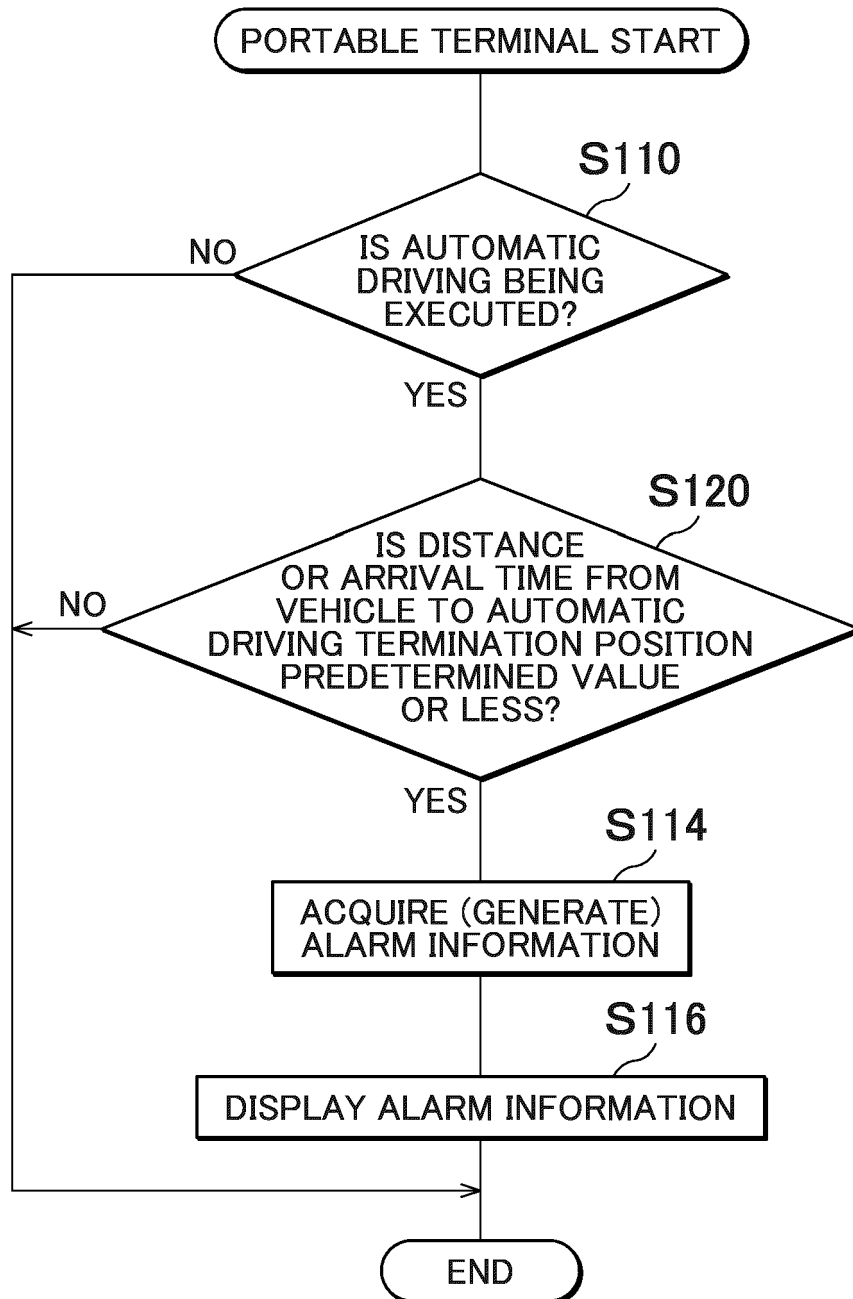 PORTABLE TERMINAL START
S110
NO
IS AUTOMATIC
DRIVING BEING
EXECUTED?
YES
S120
IS DISTANCE
OR ARRIVAL TIME FROM
VEHICLE TO AUTOMATIC
DRIVING TERMINATION POSITION
PREDETERMINED VALUE
OR LESS?
NO
YES
S114
ACQUIRE (GENERATE)
ALARM INFORMATION
S116
DISPLAY ALARM INFORMATION
END